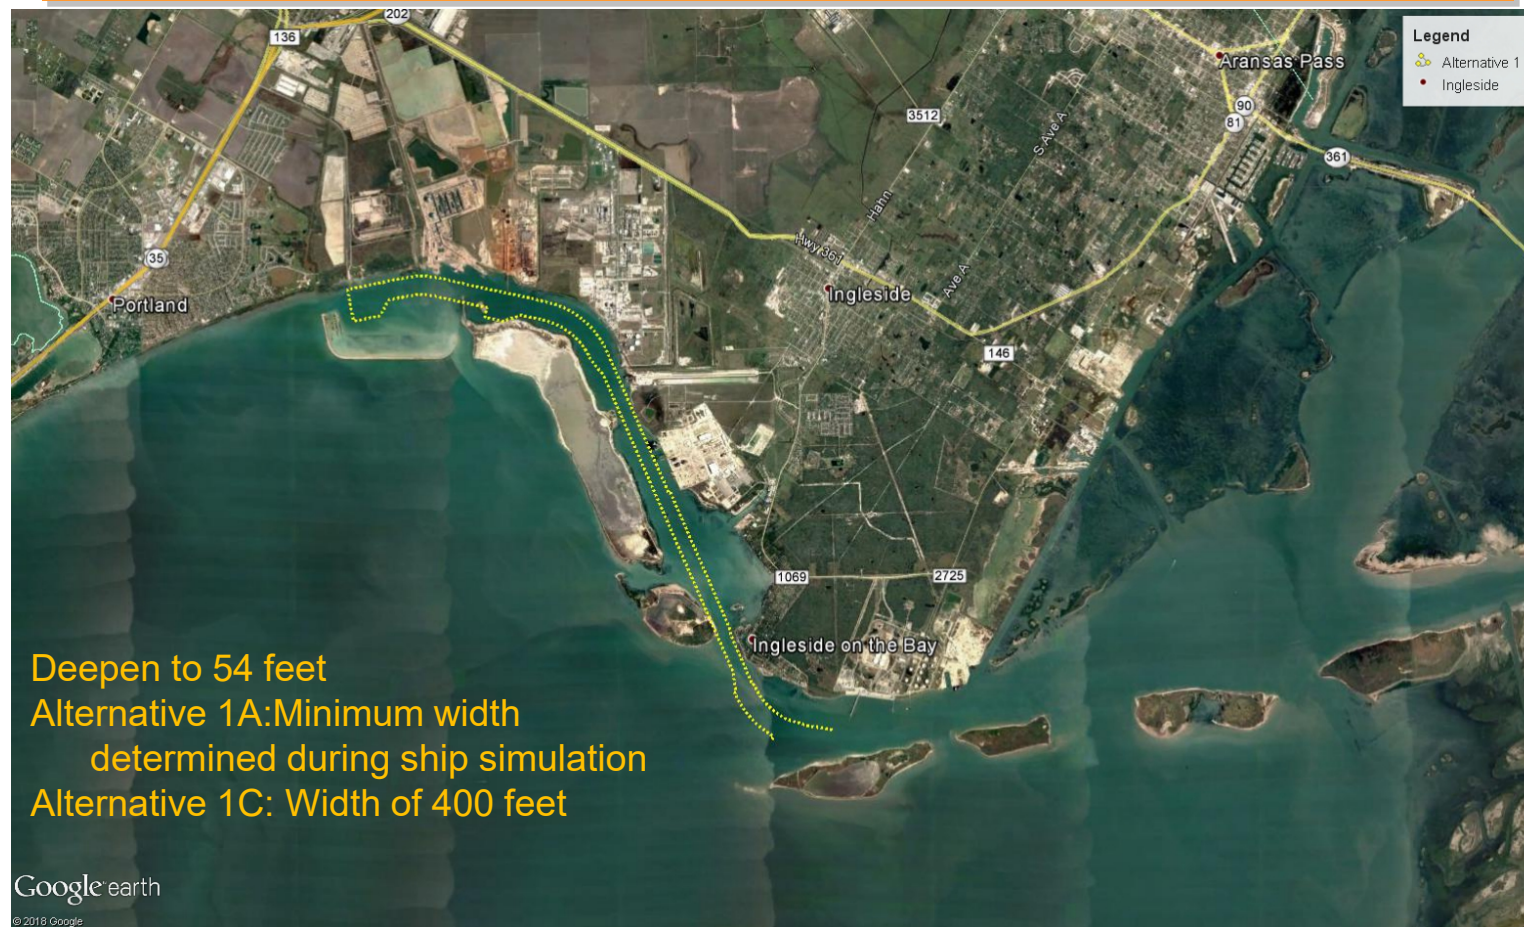 202
136
Legend
Alternative 1
Ingleside
Aransas Pass
90
81
3512
S Ave A
361
Hahn
Hwy 361
35
Portland
Ingleside
Ave A
146
1069
2725
Ingleside on the Bay
Deepen to 54 feet
Alternative 1A:Minimum width
determined during ship simulation
Alternative 1C: Width of 400 feet
Google earth
© 2018 Google